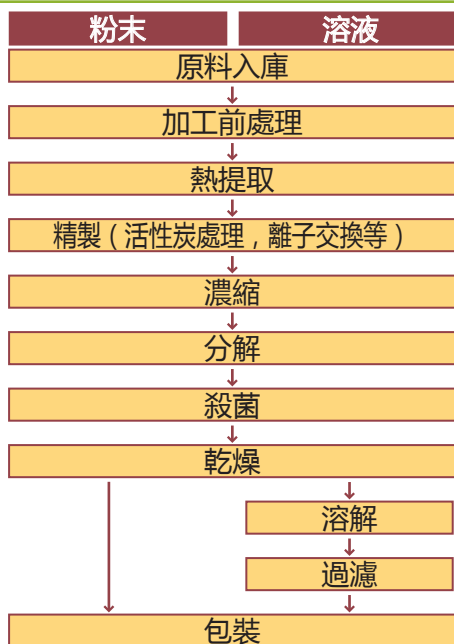 粉末
溶液
原料入庫
加工前處理
熱提取
精製（活性炭處理，離子交換等）
濃縮
分解
殺菌
乾燥
溶解
過濾
包裝